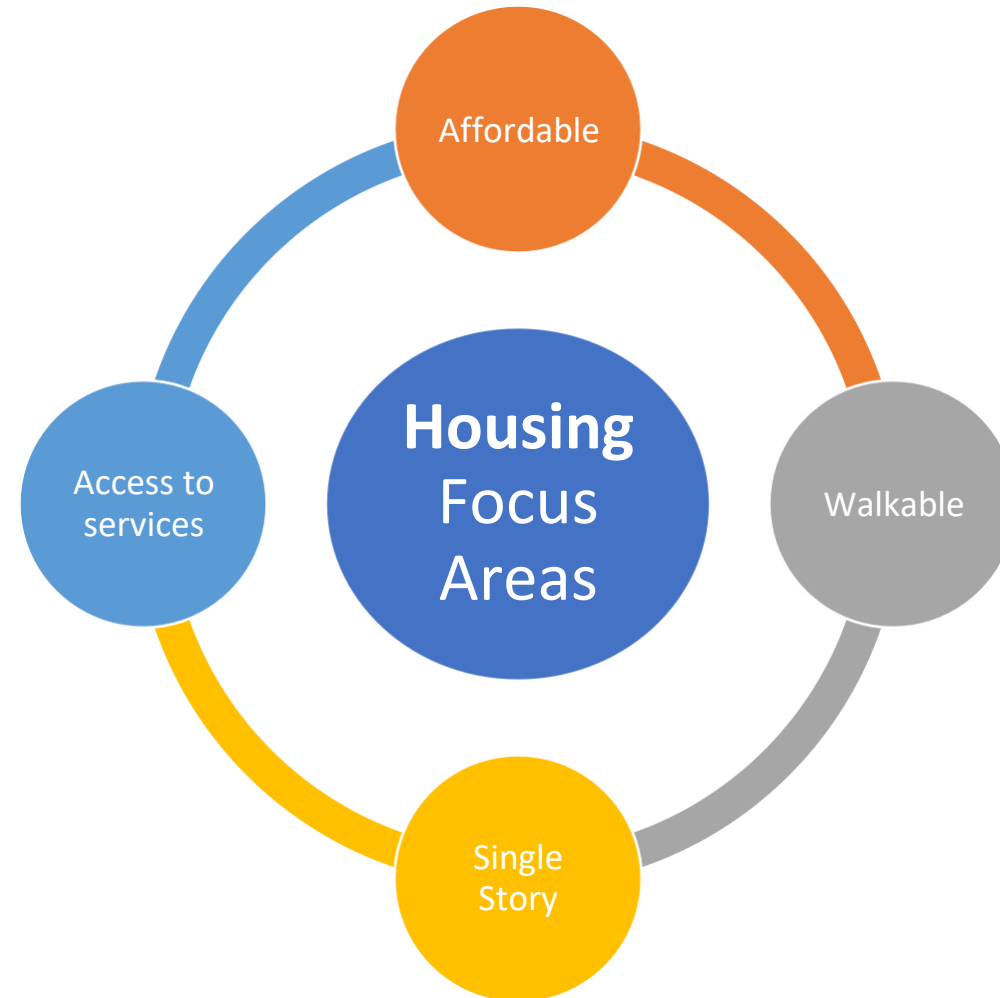 Affordable
Housing
Focus
Areas
Access to
services
Walkable
Single
Story